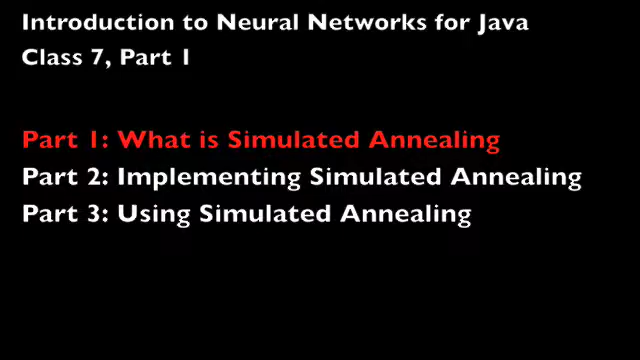 Introduction to Neural Networks for Java
Class 7, Part 1
Part 1: What is Simulated Annealing
Part 2: Implementing Simulated Annealing
Part 3: Using Simulated Annealing